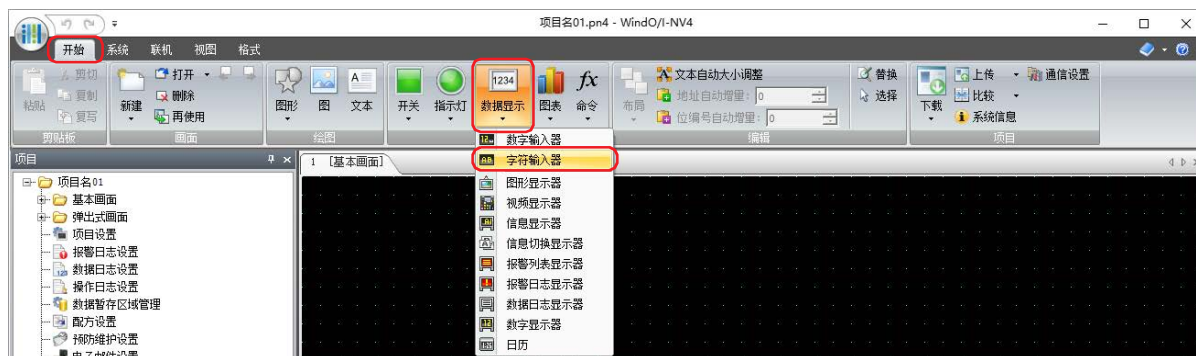 项目名01.pn4 - WindO/I-NV4
开始 系统 联机 视图 格式
粘贴 剪切 复制 复写
新建 打开 删除 再使用
图形 图 文本
开关 指示灯 1234 数据显示 图表 fx 命令
布局 文本自动大小调整 地址自动增量: 0 位编号自动增量: 0
替换 选择
下载 上传 比较 系统信息 通信设置
剪贴板 画面 绘图 编辑 项目
项目
1 [基本画面]
项目名01
基本画面
弹出式画面
项目设置
报警日志设置
数据日志设置
操作日志设置
数据暂存区域管理
配方设置
预防维护设置
电子邮件设置
数字输入器
字符输入器
图形显示器
视频显示器
信息显示器
信息切换显示器
报警列表显示器
报警日志显示器
数据日志显示器
数字显示器
日历